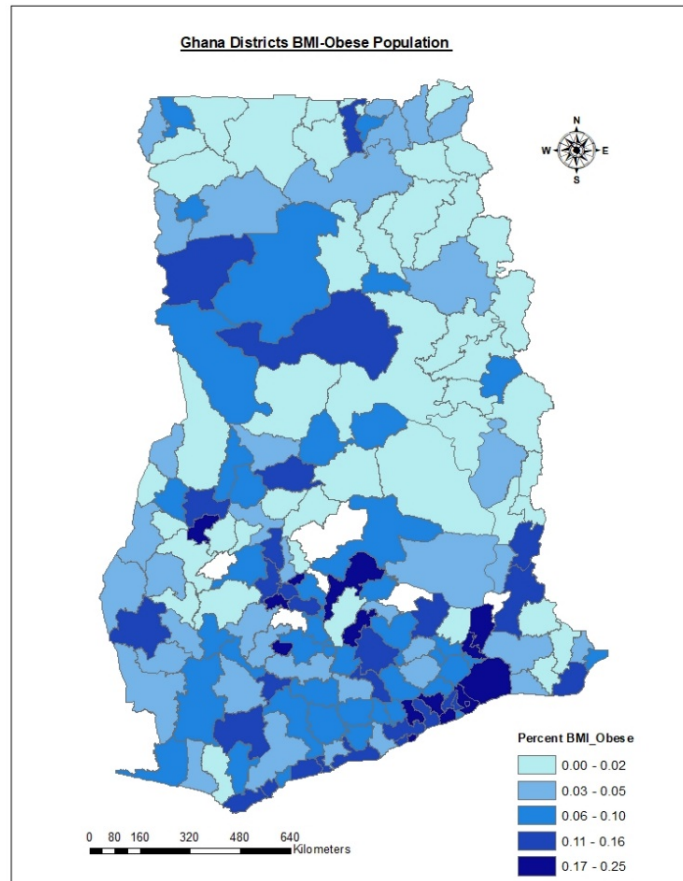 Ghana Districts BMI-Obese Population
N
W E
S
Percent BMI_Obese
0.00 - 0.02
0.03 - 0.05
0.06 - 0.10
0.11 - 0.16
0.17 - 0.25
0 80 160 320 480 640
Kilometers